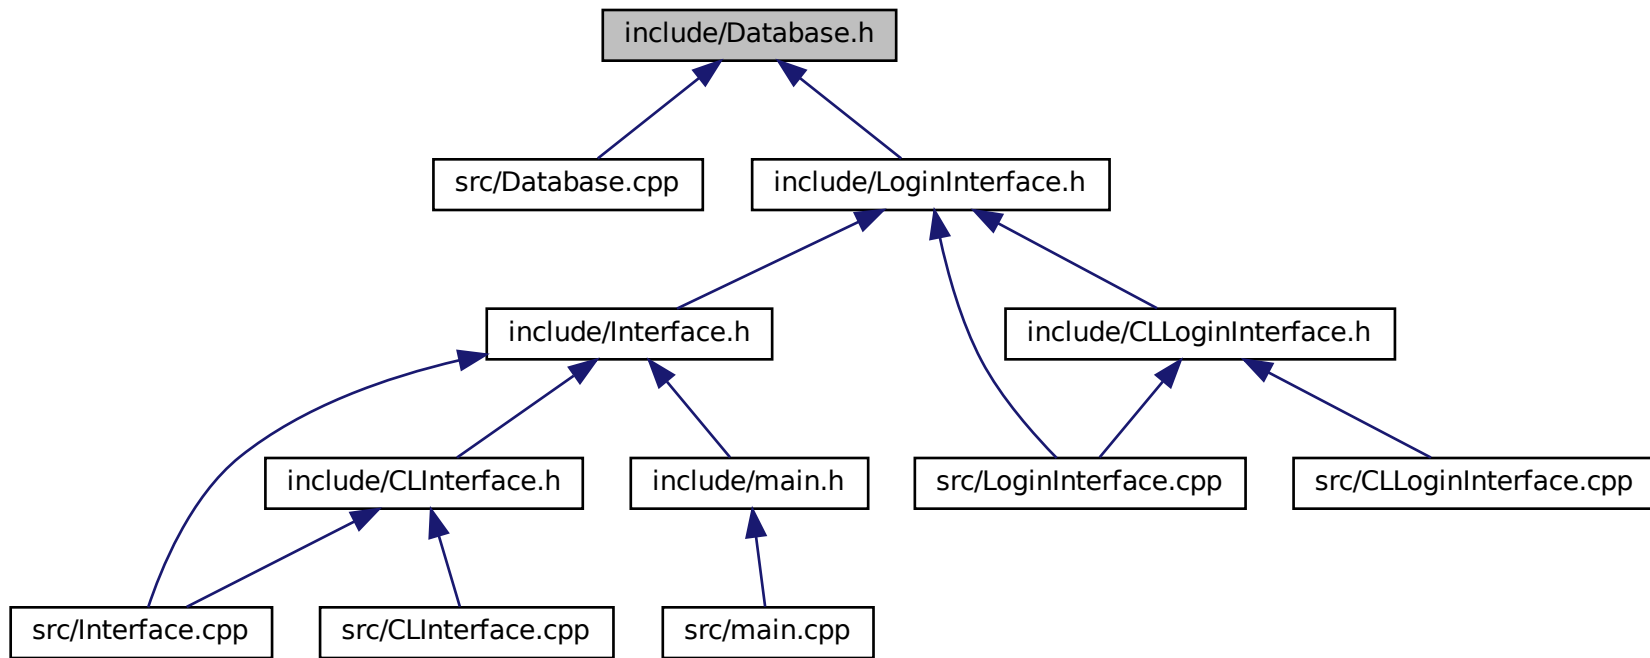 include/Database.h
src/Database.cpp
include/LoginInterface.h
include/Interface.h
include/CLLoginInterface.h
include/CLInterface.h
include/main.h
src/LoginInterface.cpp
src/CLLoginInterface.cpp
src/Interface.cpp
src/CLInterface.cpp
src/main.cpp